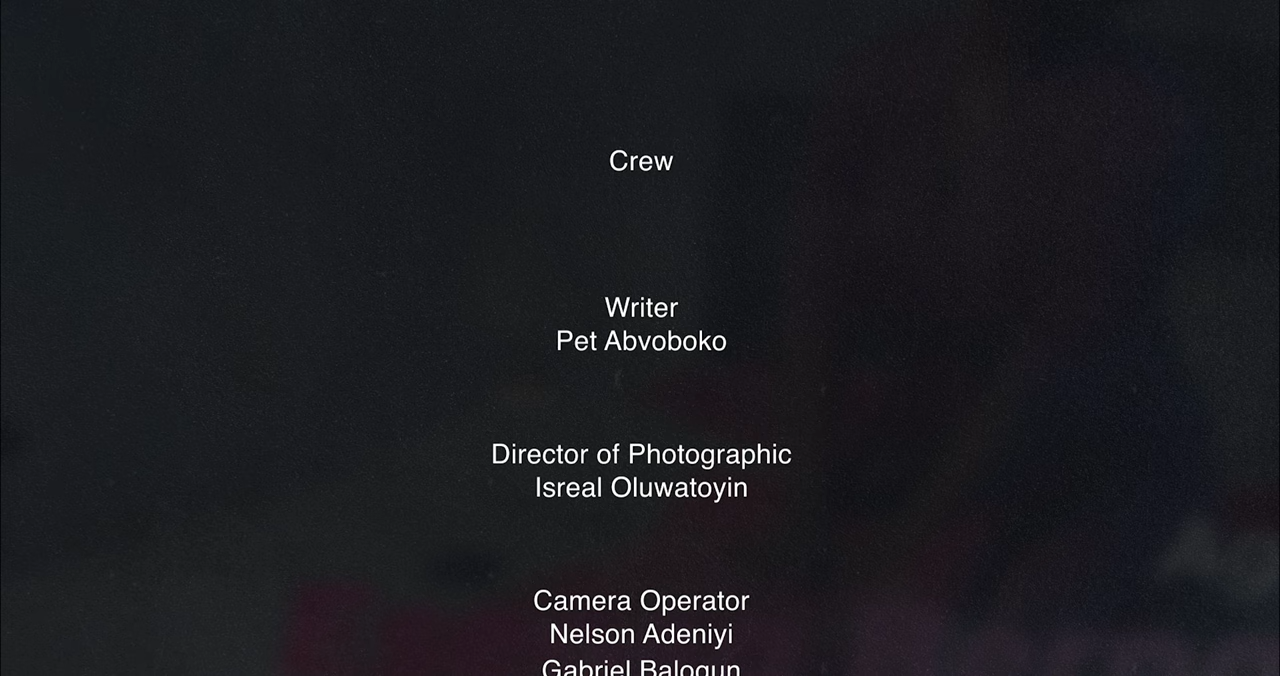 Crew
Writer
Pet Abvoboko
Director of Photographic
Isreal Oluwatoyin
Camera Operator
Nelson Adeniyi
Gabriel Balogun